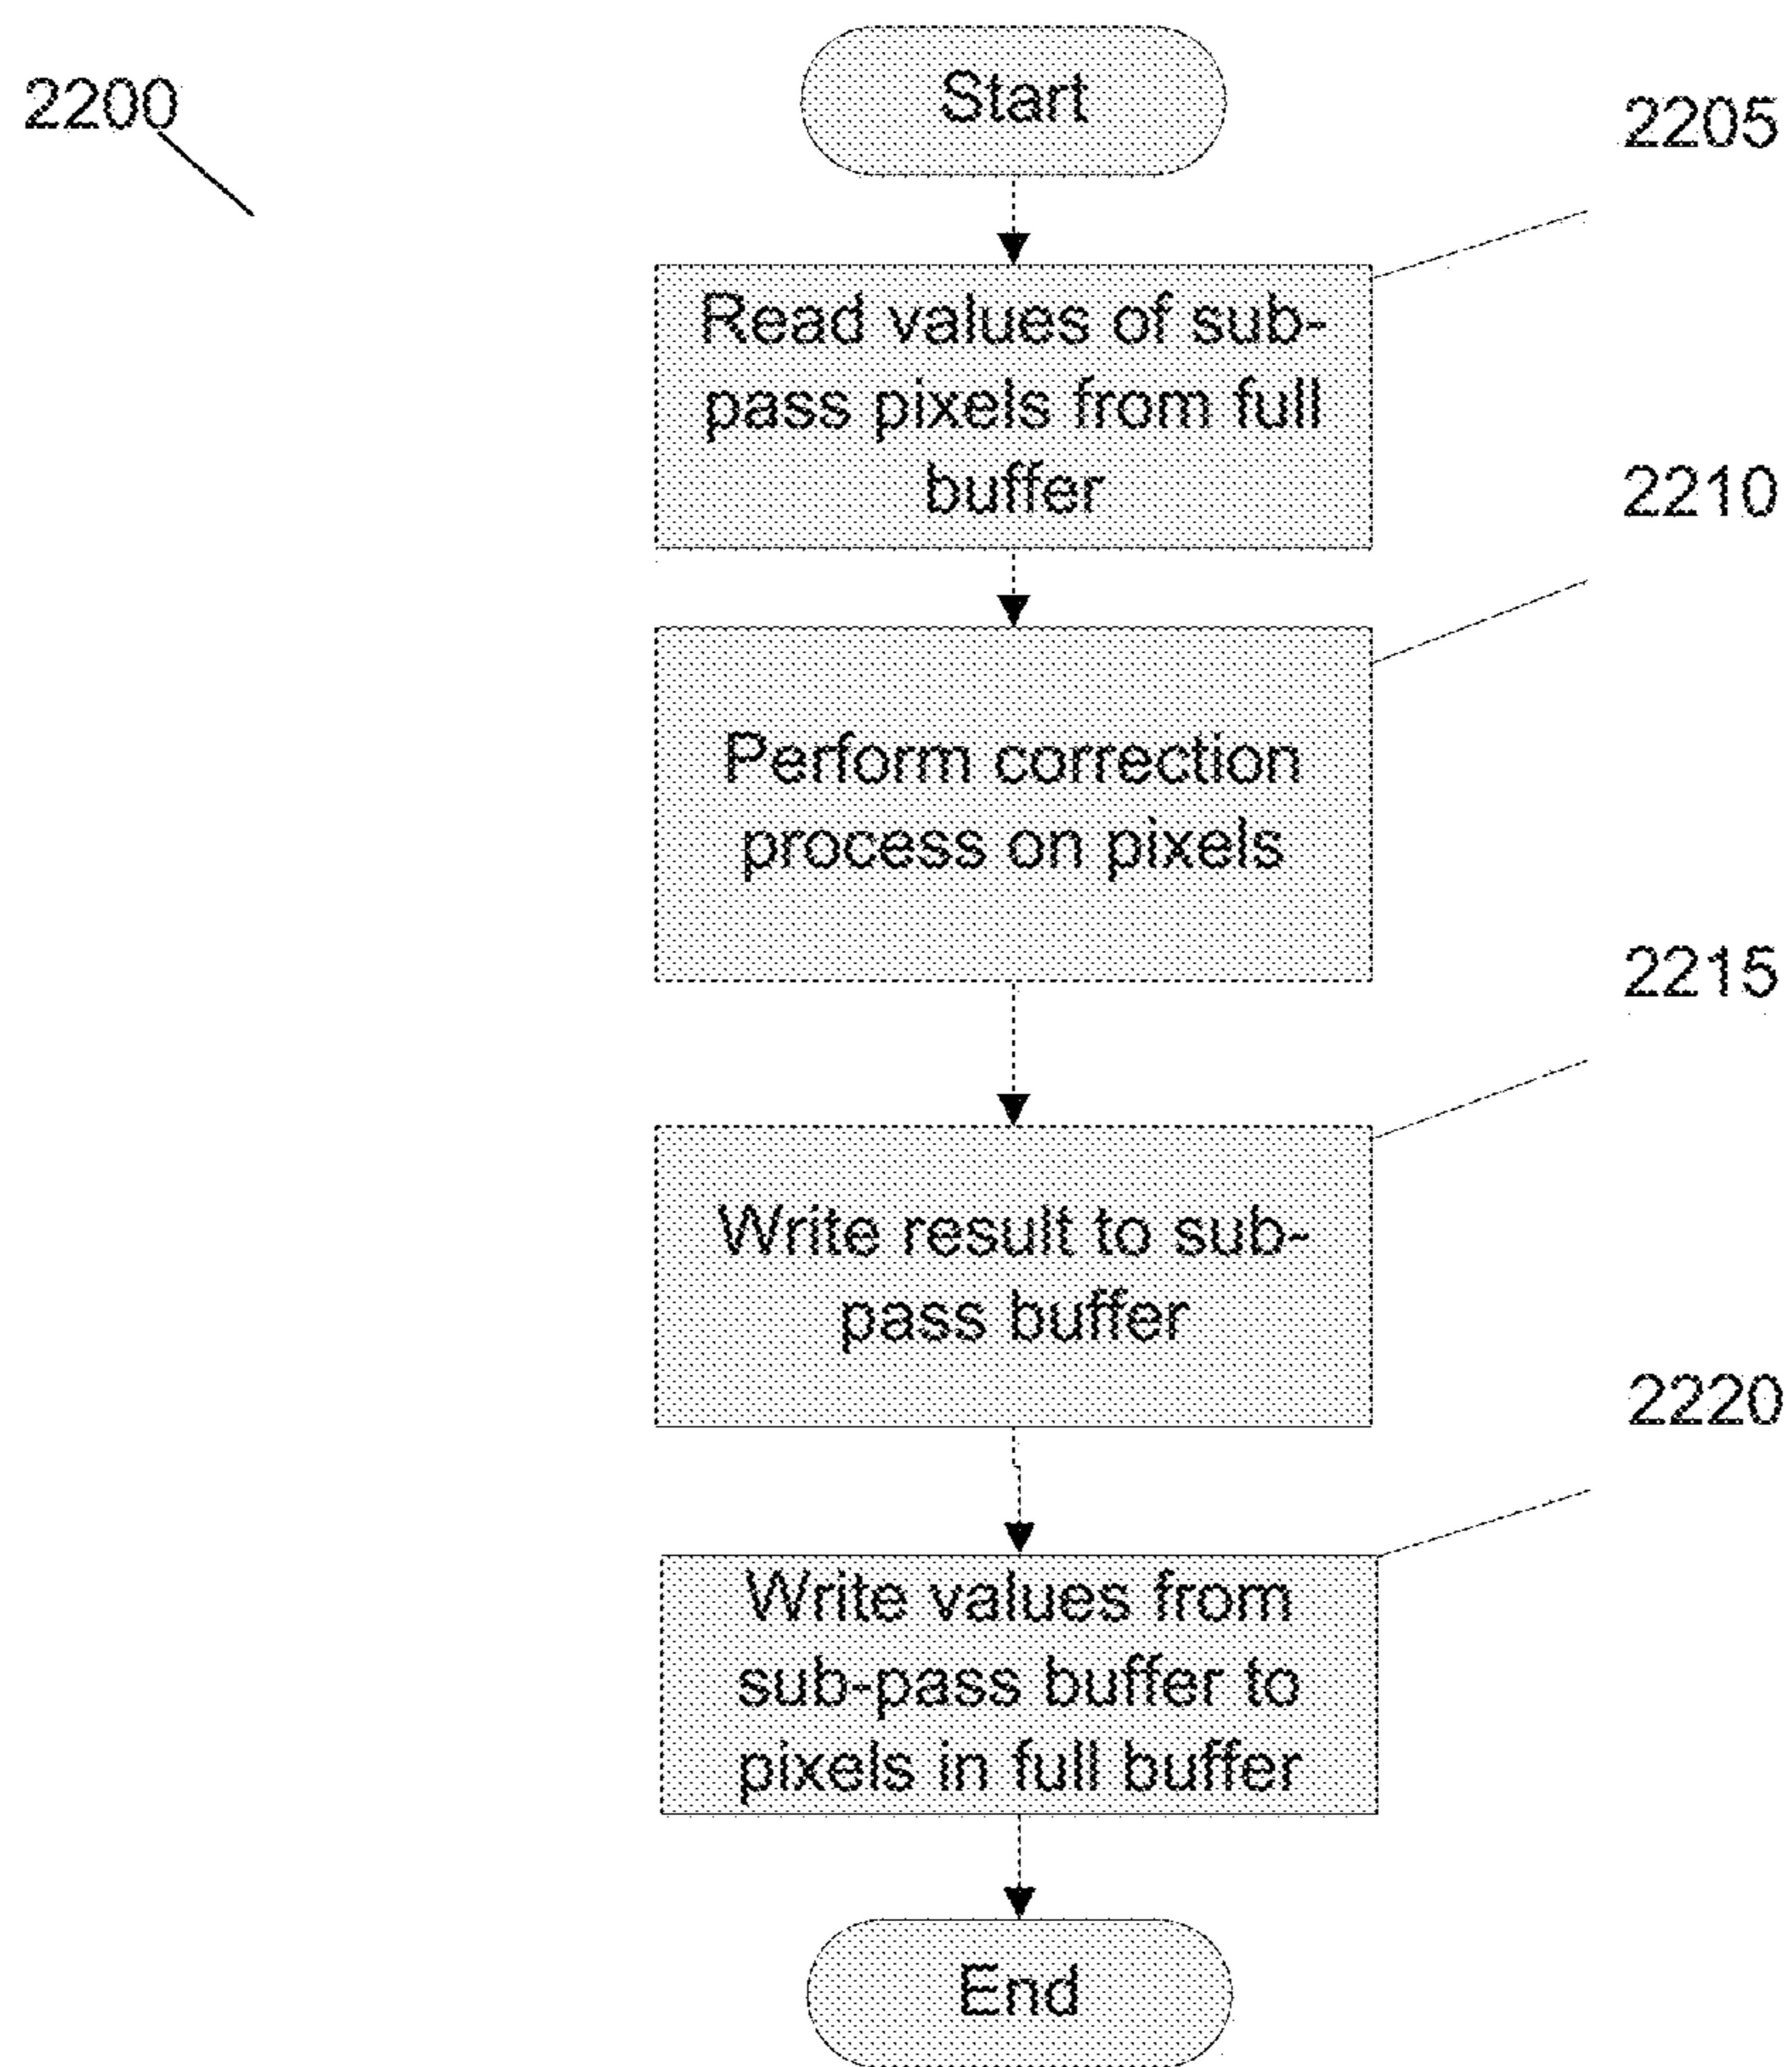 2200
Start
2205
Read values of sub-
pass pixels from full
buffer
2210
Perform correction
process on pixels
2215
Write result to sub-
pass buffer
2220
Write values from
sub-pass buffer to
pixels in full buffer
End